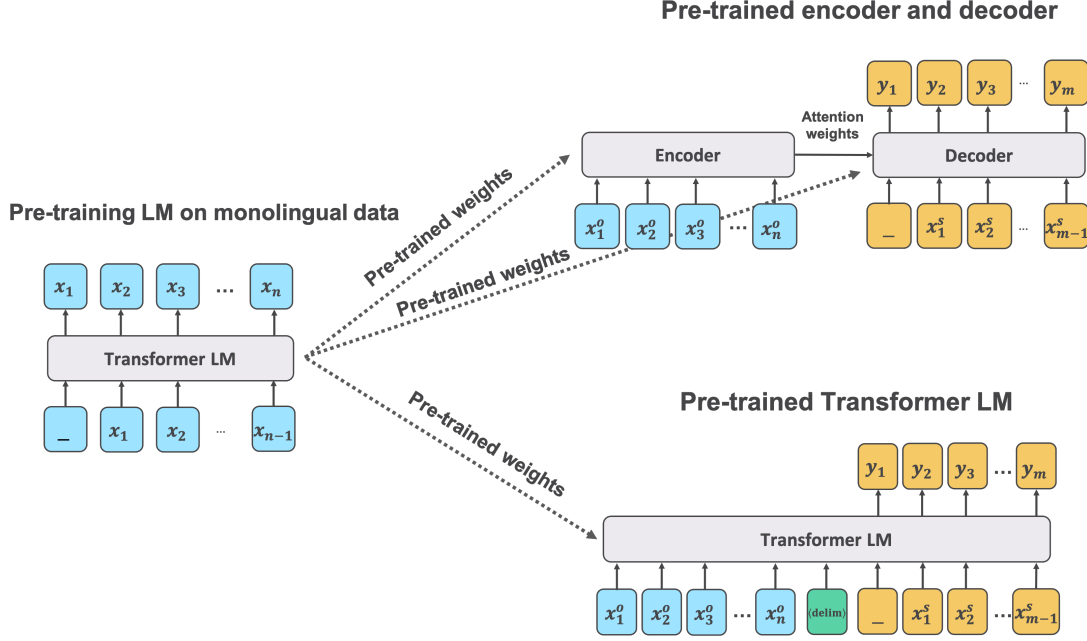 Pre-trained encoder and decoder
y₁ y₂ y₃ ... yₘ
Attention
weights
Encoder
Decoder
x₁ᵒ x₂ᵒ x₃ᵒ ... xₙᵒ
_ x₁ˢ x₂ˢ ... xₘ₋₁ˢ
Pre-trained weights
Pre-trained weights
Pre-training LM on monolingual data
x₁ x₂ x₃ ... xₙ
Transformer LM
_ x₁ x₂ ... xₙ₋₁
Pre-trained weights
Pre-trained Transformer LM
y₁ y₂ y₃ ... yₘ
Transformer LM
x₁ᵒ x₂ᵒ x₃ᵒ ... xₙᵒ ⟨delim⟩ _ x₁ˢ x₂ˢ ... xₘ₋₁ˢ